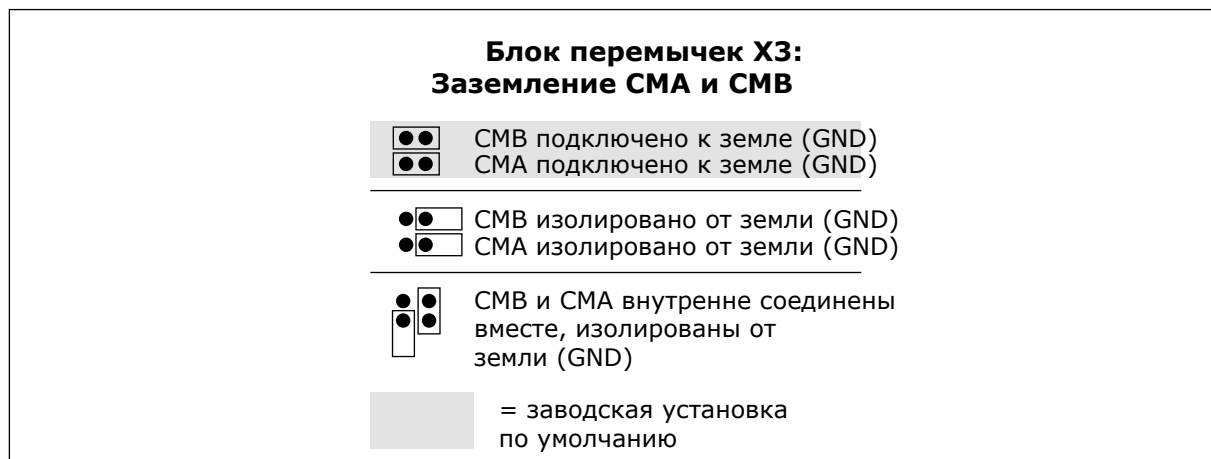 Блок перемычек X3:
Заземление CMA и CMB
CMB подключено к земле (GND)
CMA подключено к земле (GND)
CMB изолировано от земли (GND)
CMA изолировано от земли (GND)
CMB и CMA внутренне соединены
вместе, изолированы от
земли (GND)
= заводская установка
по умолчанию